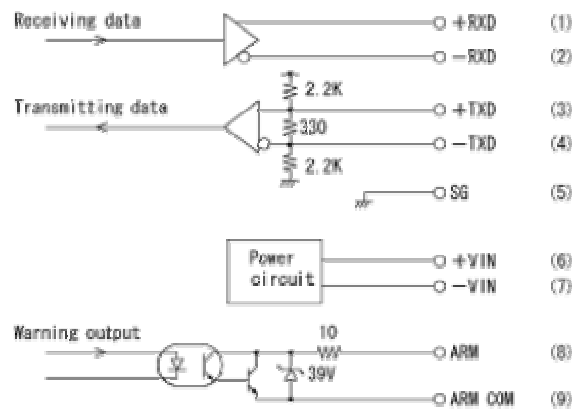 Receiving data +RXD (1)
−RXD (2)
2.2K
Transmitting data +TXD (3)
330
−TXD (4)
2.2K
SG (5)
Power circuit
+VIN (6)
−VIN (7)
Warning output 10
ARM (8)
39V
ARM COM (9)